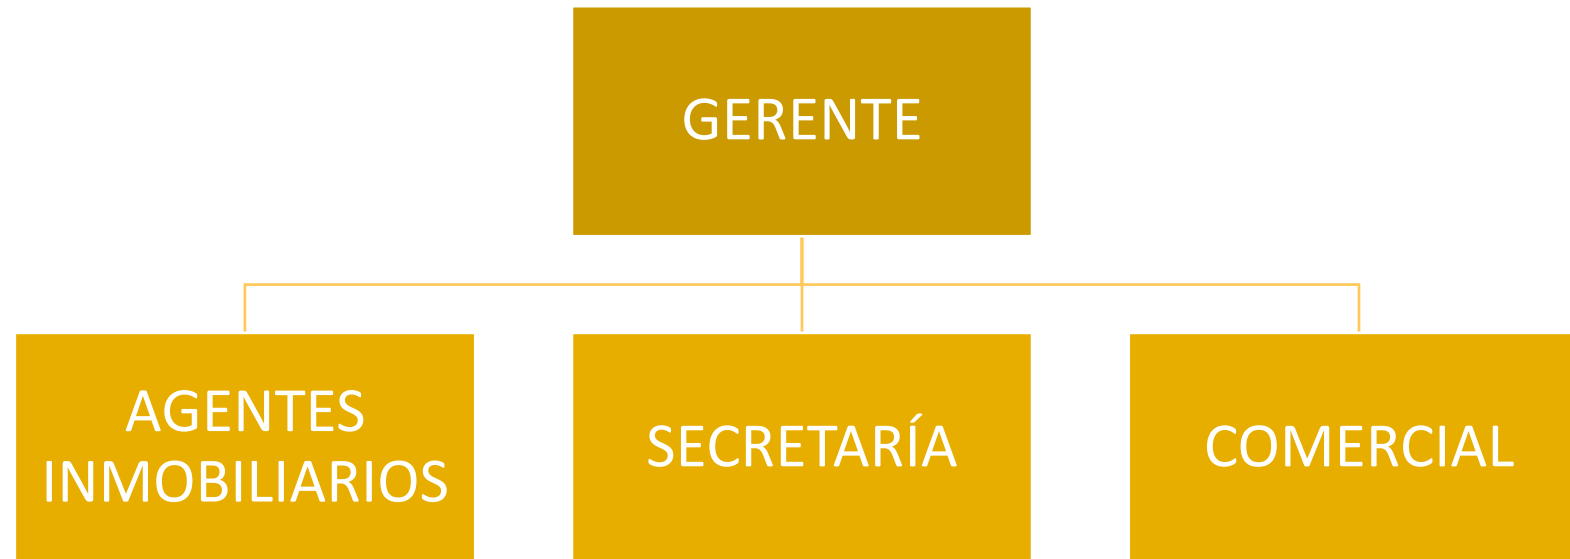 GERENTE
AGENTES
INMOBILIARIOS
SECRETARÍA
COMERCIAL